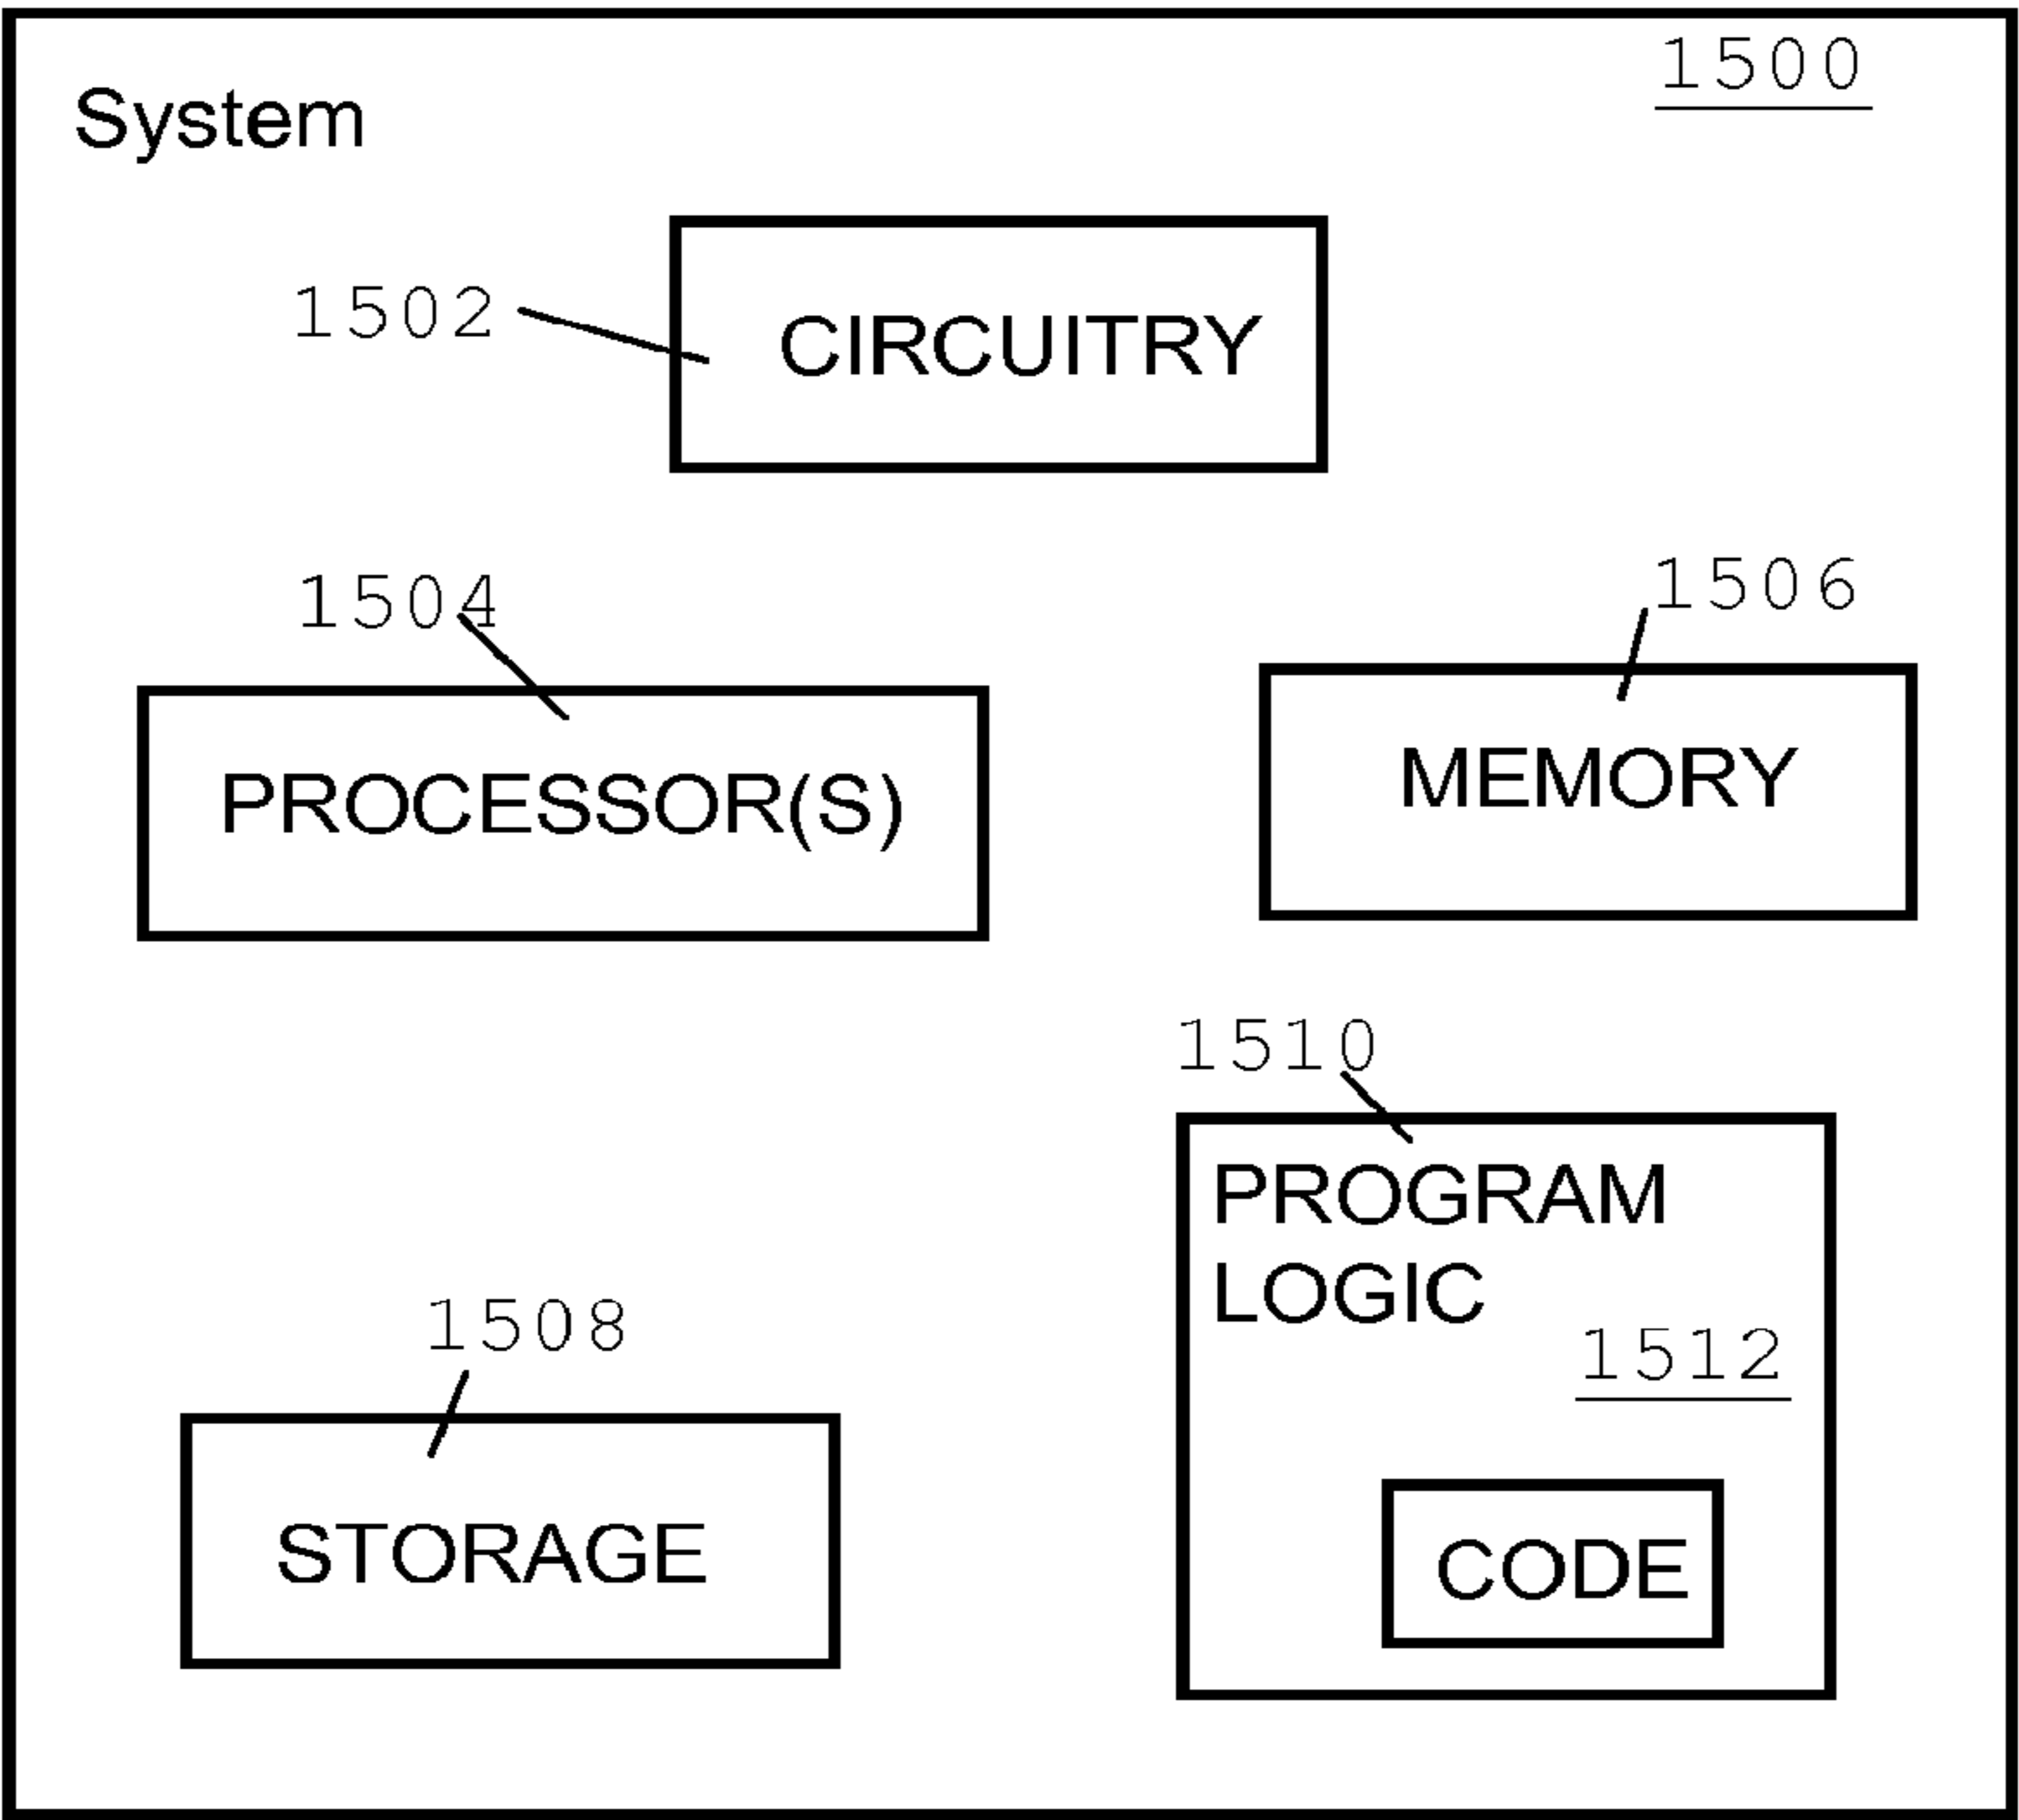 1500
System
1502
CIRCUITRY
1504
1506
PROCESSOR(S)
MEMORY
1510
PROGRAM
LOGIC
1508
1512
STORAGE
CODE